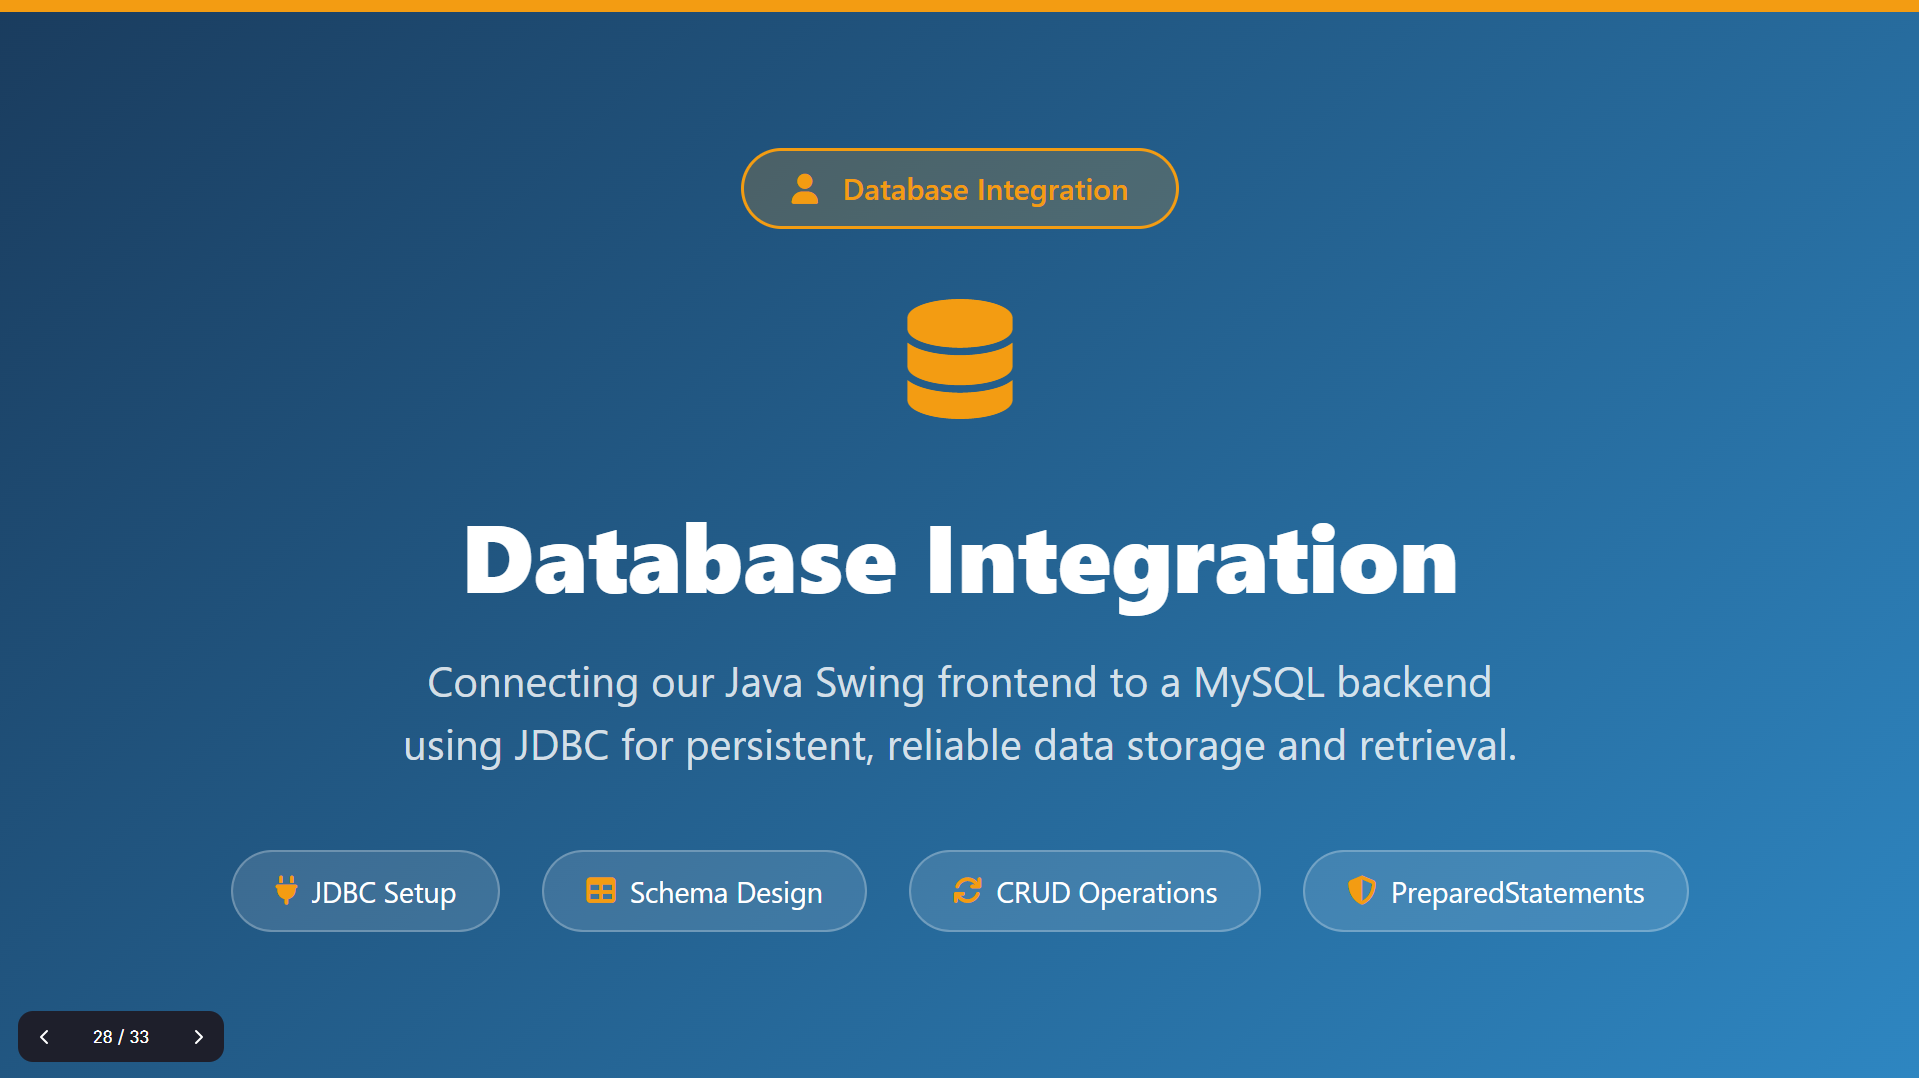 Database Integration
Database Integration
Connecting our Java Swing frontend to a MySQL backend
using JDBC for persistent, reliable data storage and retrieval.
JDBC Setup
Schema Design
CRUD Operations
PreparedStatements
28 / 33